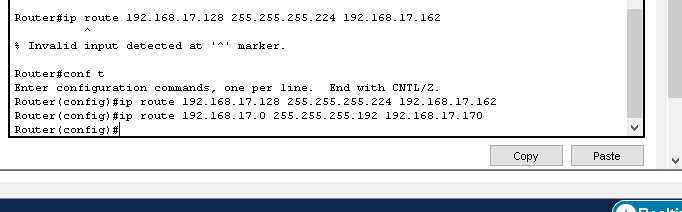 Router#ip route 192.168.17.128 255.255.255.224 192.168.17.162
^
% Invalid input detected at '^' marker.
Router#conf t
Enter configuration commands, one per line.  End with CNTL/Z.
Router(config)#ip route 192.168.17.128 255.255.255.224 192.168.17.162
Router(config)#ip route 192.168.17.0 255.255.255.192 192.168.17.170
Router(config)#
Copy
Paste